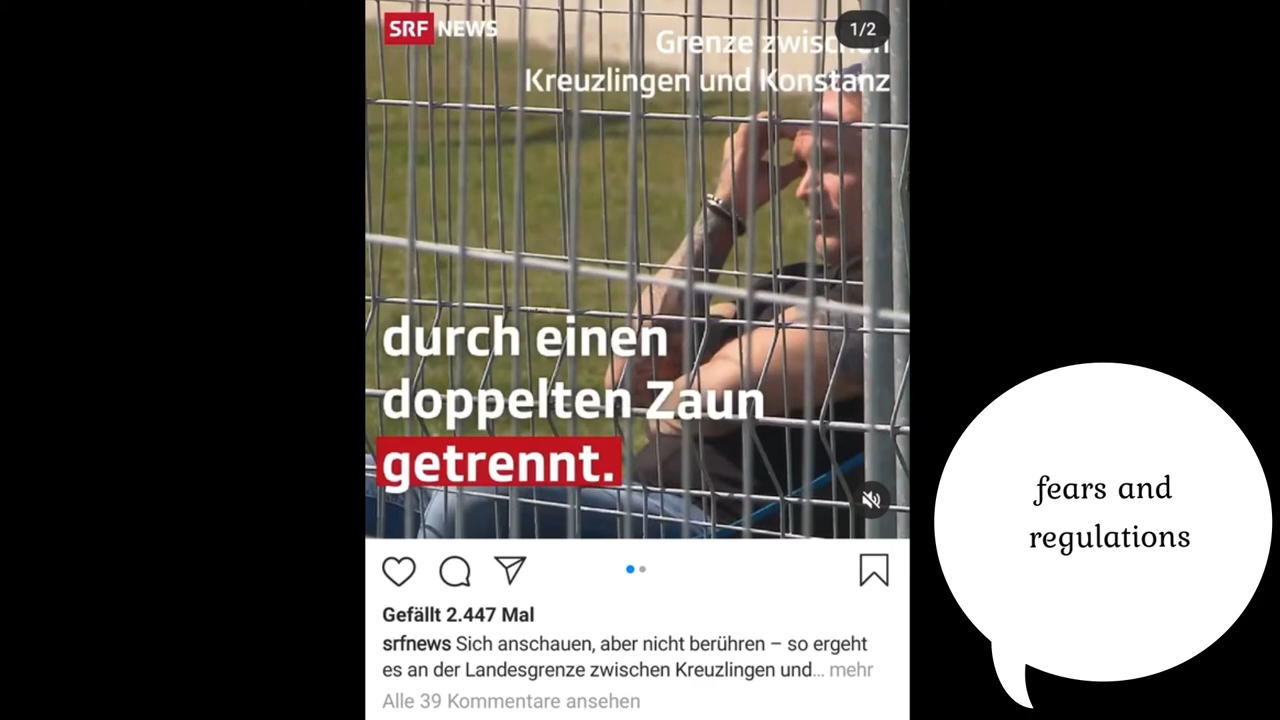 SRF NEWS
1/2
Grenze zwischen
Kreuzlingen und Konstanz
durch einen
doppelten Zaun
getrennt.
Gefällt 2.447 Mal
srfnews Sich anschauen, aber nicht berühren – so ergeht
es an der Landesgrenze zwischen Kreuzlingen und… mehr
Alle 39 Kommentare ansehen
fears and
regulations